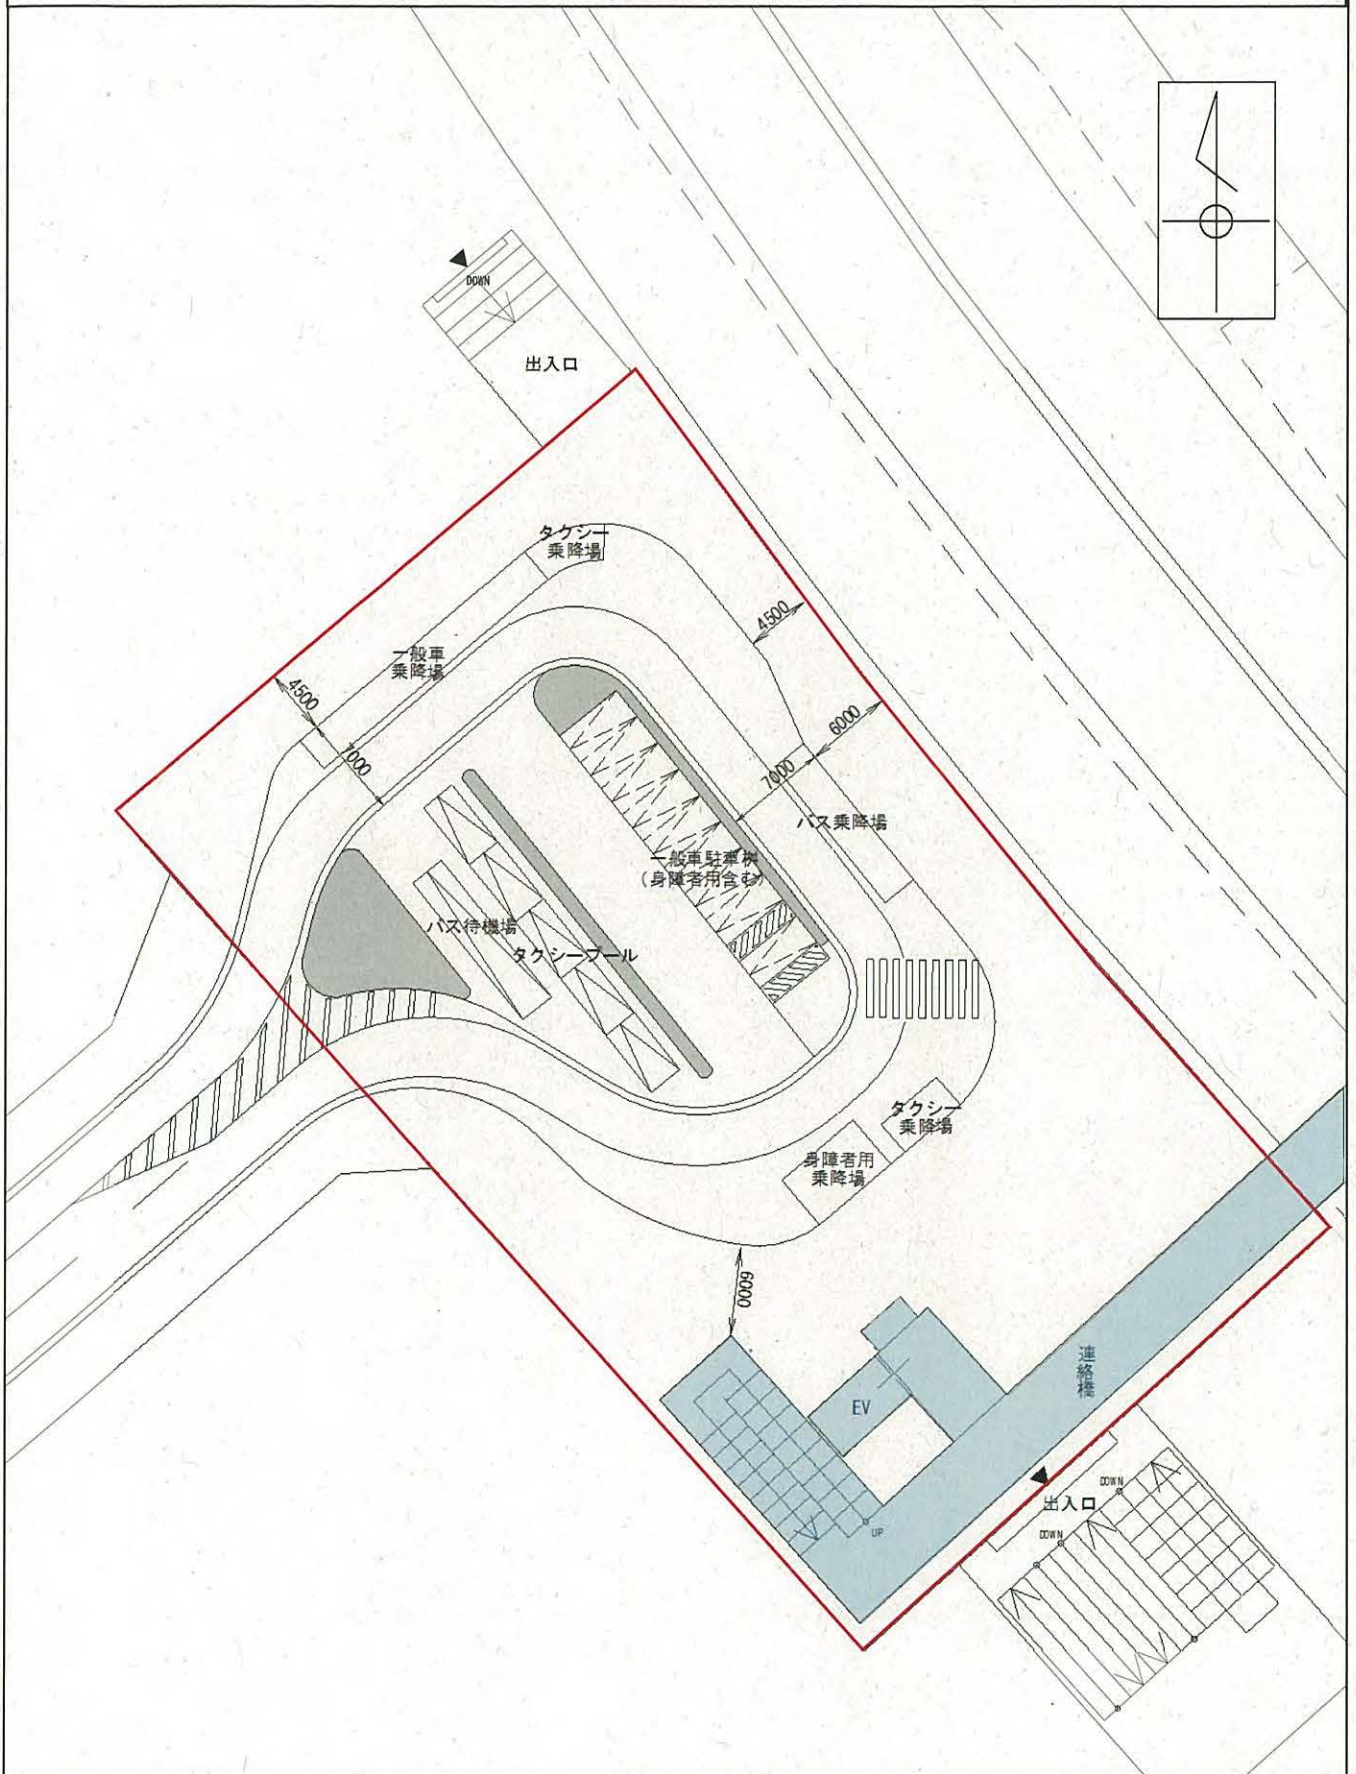 DOWN
出入口
タクシー
乗降場
4500
一般車
乗降場
4500
7000
6000
7000
バス乗降場
一般車駐車桝
(身障者用含む)
バス待機場
タクシープール
タクシー
乗降場
身障者用
乗降場
6000
連絡橋
EV
UP
DOWN
出入口
DOWN